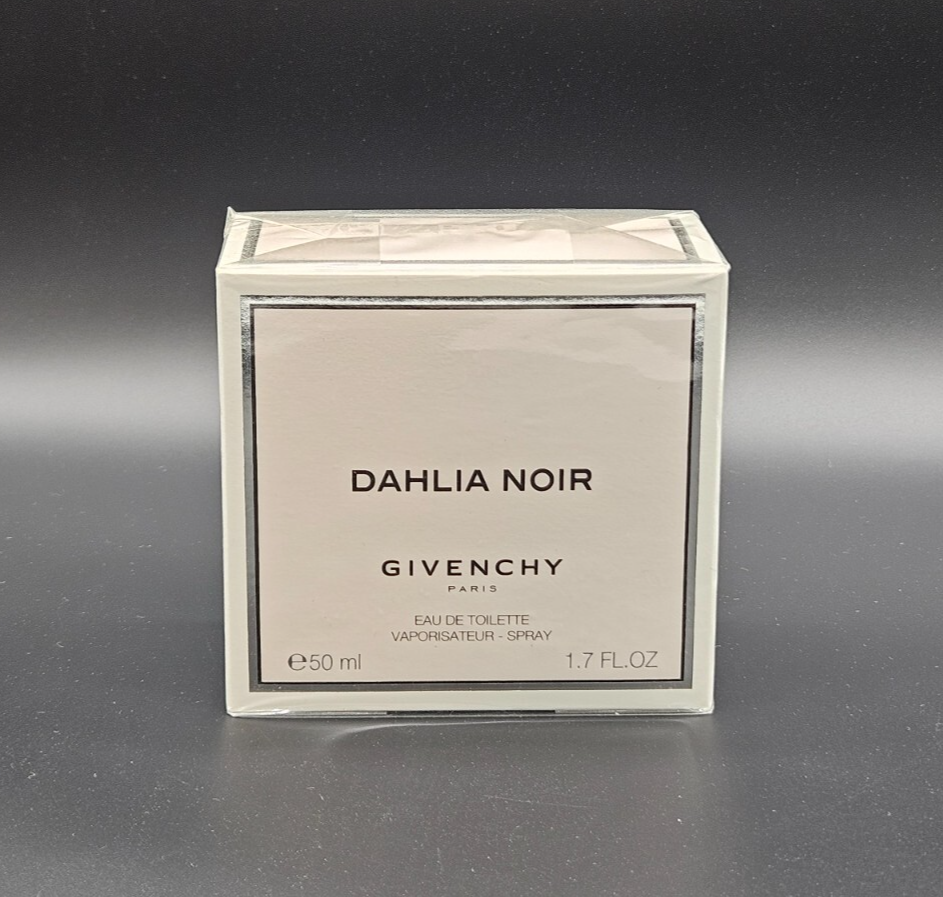 DAHLIA NOIR
GIVENCHY
PARIS
EAU DE TOILETTE
VAPORISATEUR - SPRAY
℮50 ml 1.7 FL.OZ